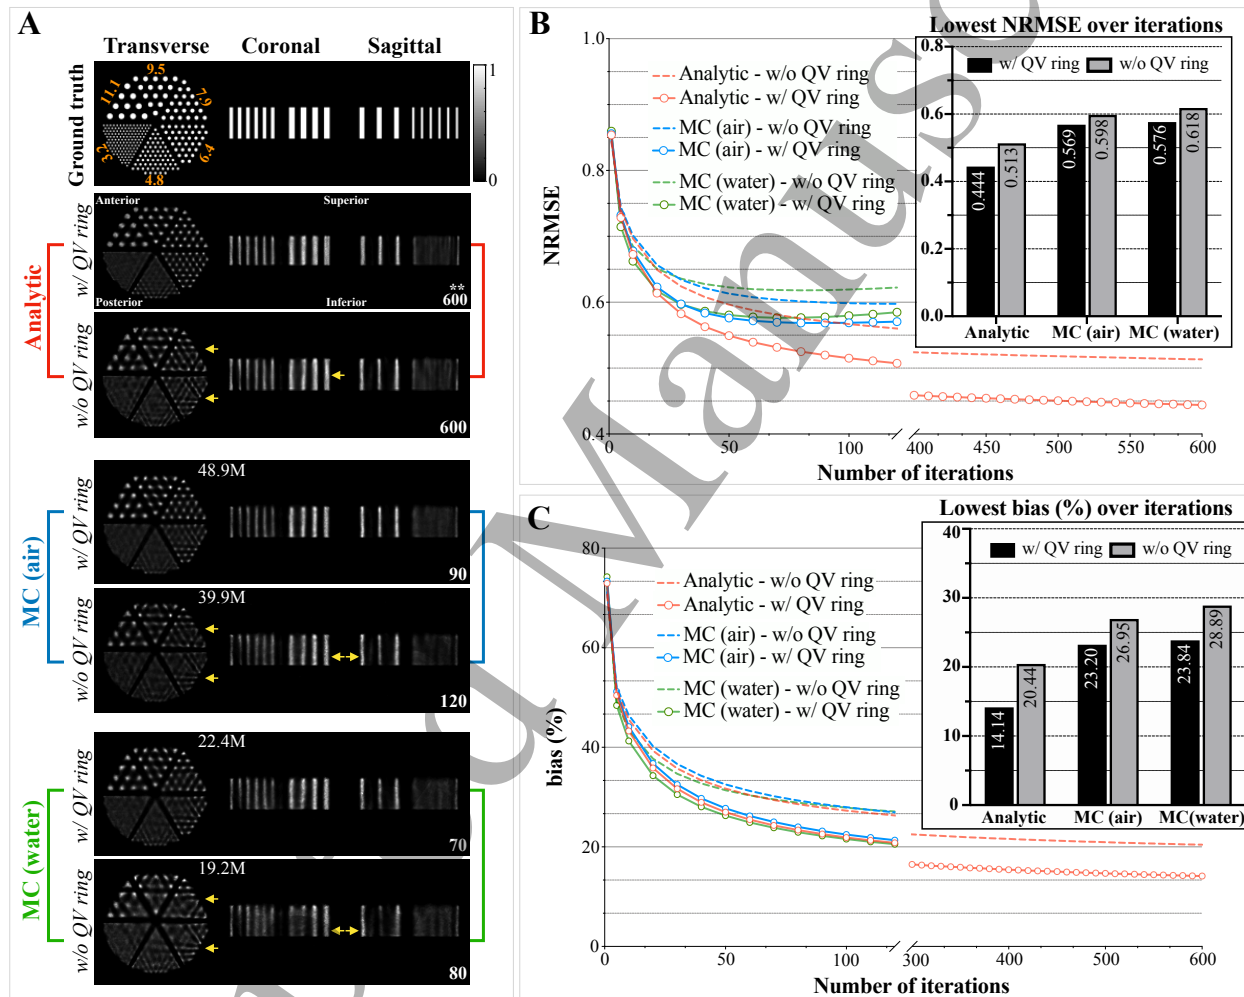 A
Transverse Coronal Sagittal
Ground truth
9.5
11.1
7.9
3.2
6.4
4.8
1
0
Analytic
w/ QV ring
Anterior Superior
**
600
w/o QV ring
Posterior Inferior
600
MC (air)
w/ QV ring
48.9M
90
w/o QV ring
39.9M
120
MC (water)
w/ QV ring
22.4M
70
w/o QV ring
19.2M
80
B
NRMSE
1.0
0.8
0.6
0.4
0 50 100 400 450 500 550 600
Number of iterations
Analytic - w/o QV ring
Analytic - w/ QV ring
MC (air) - w/o QV ring
MC (air) - w/ QV ring
MC (water) - w/o QV ring
MC (water) - w/ QV ring
Lowest NRMSE over iterations
w/ QV ring w/o QV ring
0.8
0.6
0.4
0.2
0.0
0.444 0.513 0.569 0.598 0.576 0.618
Analytic MC (air) MC (water)
C
bias (%)
80
60
40
20
0
0 50 100 300 400 500 600
Number of iterations
Analytic - w/o QV ring
Analytic - w/ QV ring
MC (air) - w/o QV ring
MC (air) - w/ QV ring
MC (water) - w/o QV ring
MC (water) - w/ QV ring
Lowest bias (%) over iterations
w/ QV ring w/o QV ring
40
30
20
10
0
14.14 20.44 23.20 26.95 23.84 28.89
Analytic MC (air) MC(water)
d Manusc